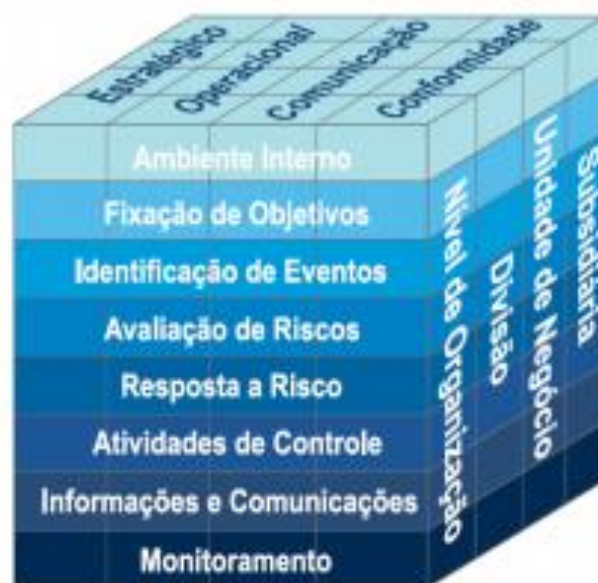 Estratégico
Operacional
Comunicação
Conformidade
Ambiente Interno
Fixação de Objetivos
Identificação de Eventos
Avaliação de Riscos
Resposta a Risco
Atividades de Controle
Informações e Comunicações
Monitoramento
Nível de Organização
Divisão
Unidade de Negócio
Subsidiária